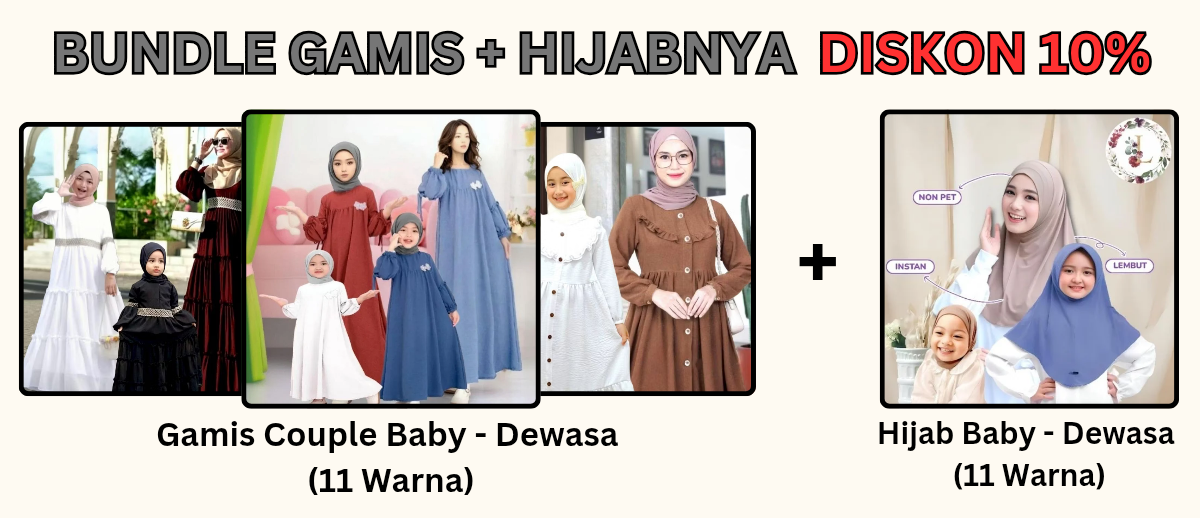 BUNDLE GAMIS + HIJABNYA DISKON 10%
NON PET
INSTAN
LEMBUT
L
+
Gamis Couple Baby - Dewasa
(11 Warna)
Hijab Baby - Dewasa
(11 Warna)